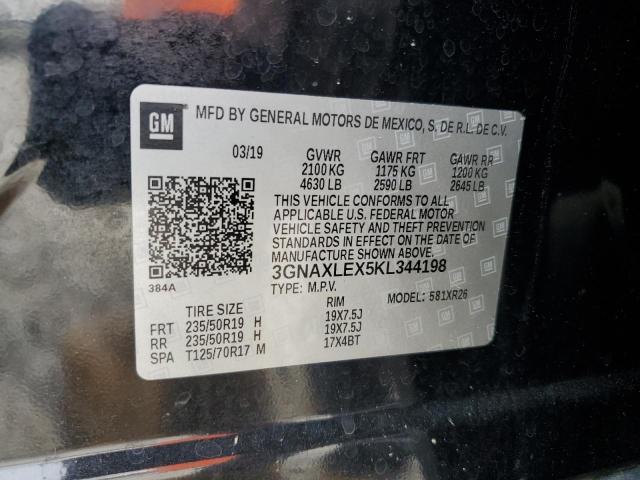 GM MFD BY GENERAL MOTORS DE MEXICO, S. DE R.L. DE C.V.
03/19 GVWR GAWR FRT GAWR RR
2100 KG 1175 KG 1200 KG
4630 LB 2590 LB 2645 LB
THIS VEHICLE CONFORMS TO ALL
APPLICABLE U.S. FEDERAL MOTOR
VEHICLE SAFETY AND THEFT PREVENTION
STANDARDS IN EFFECT ON THE DATE OF
MANUFACTURE SHOWN ABOVE.
3GNAXLEX5KL344198
384A
TYPE: M.P.V. MODEL: 581XR26
TIRE SIZE RIM
FRT 235/50R19 H 19X7.5J
RR 235/50R19 H 19X7.5J
SPA T125/70R17 M 17X4BT